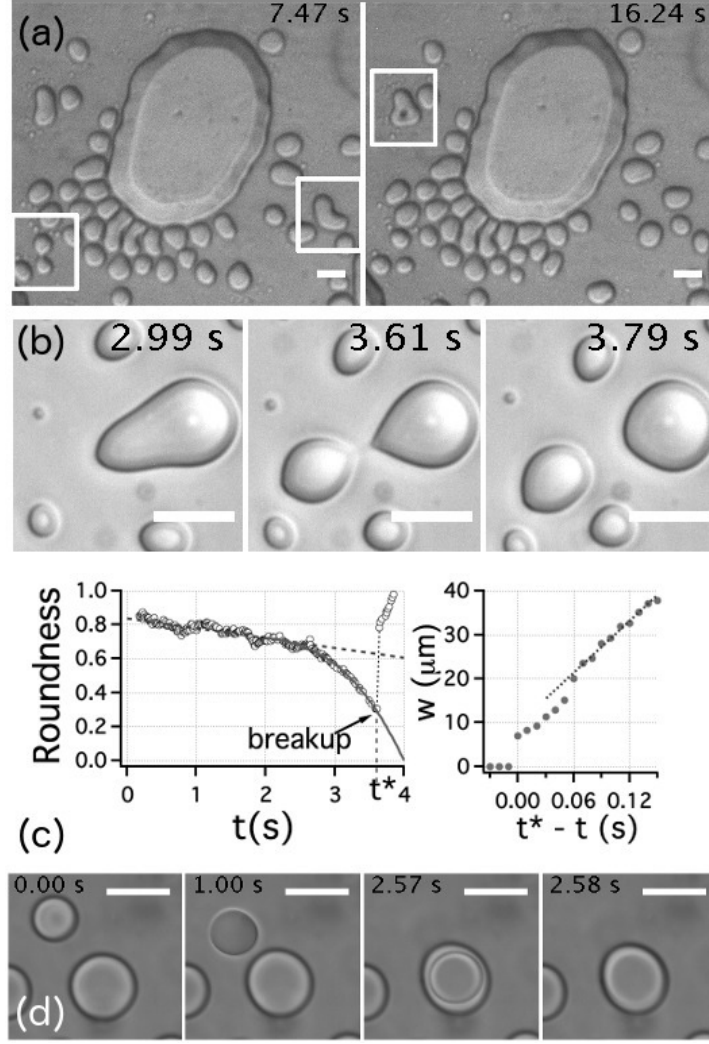 (a)
7.47 s
16.24 s
(b)
2.99 s
3.61 s
3.79 s
Roundness
1.0
0.8
0.6
0.4
0.2
0.0
breakup
0
1
2
3
t*
4
t(s)
w (μm)
40
30
20
10
0
0.00
0.06
0.12
t* - t (s)
(c)
0.00 s
1.00 s
2.57 s
2.58 s
(d)